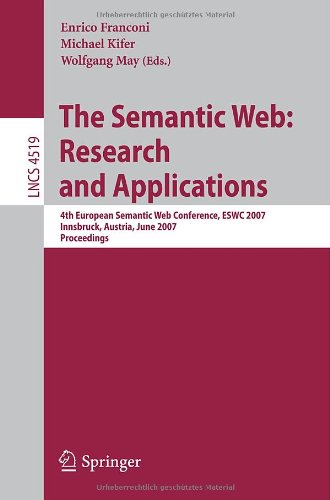 Urheberrechtlich geschütztes Material
Enrico Franconi
Michael Kifer
Wolfgang May (Eds.)
LNCS 4519
The Semantic Web:
Research
and Applications
4th European Semantic Web Conference, ESWC 2007
Innsbruck, Austria, June 2007
Proceedings
Springer
Urheberrechtlich geschütztes Material